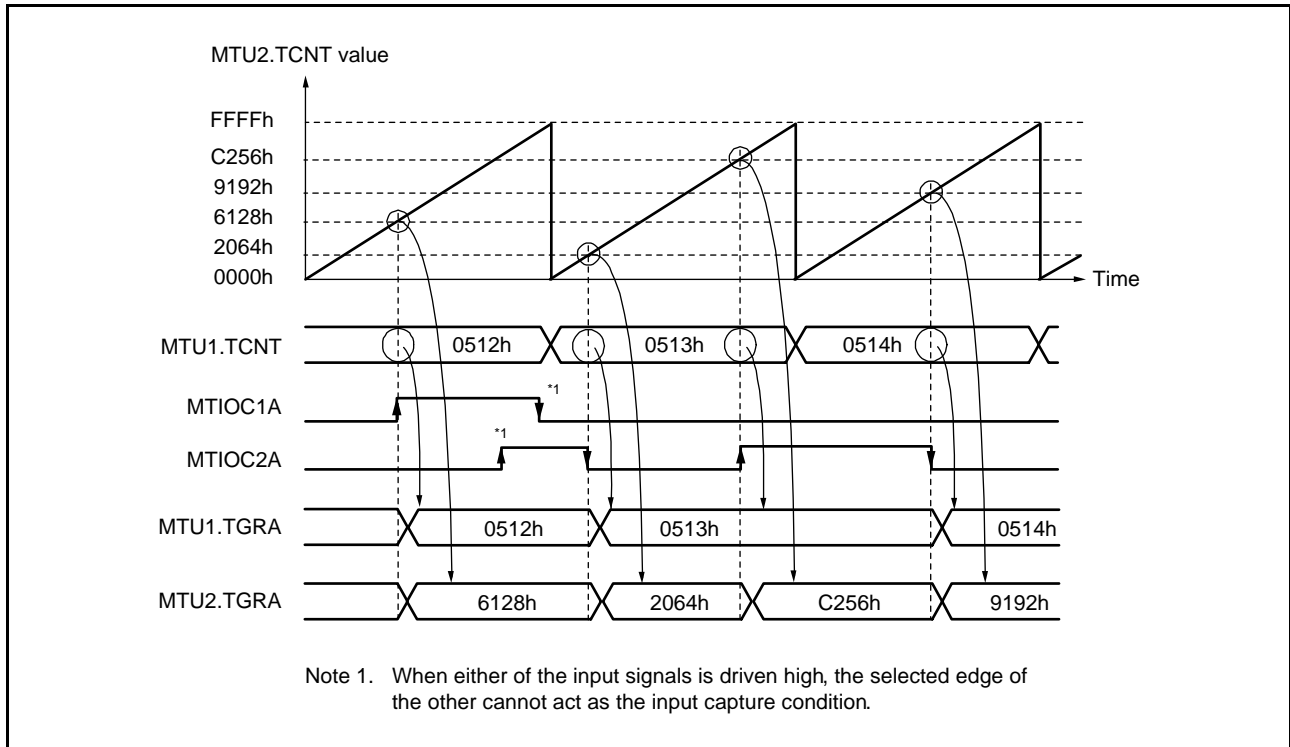 MTU2.TCNT value
FFFFh
C256h
9192h
6128h
2064h
0000h
Time
MTU1.TCNT 0512h 0513h 0514h
MTIOC1A *1
MTIOC2A *1
MTU1.TGRA 0512h 0513h 0514h
MTU2.TGRA 6128h 2064h C256h 9192h
Note 1. When either of the input signals is driven high, the selected edge of
the other cannot act as the input capture condition.